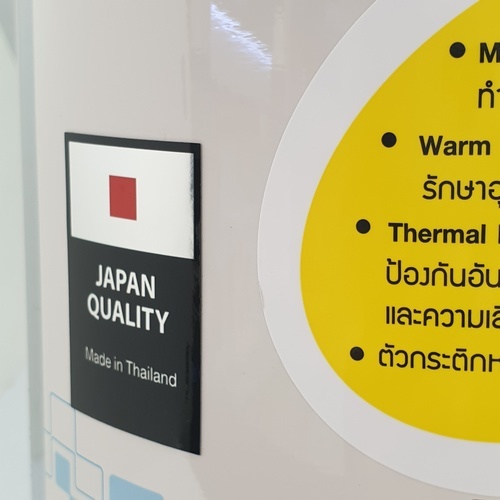 JAPAN
QUALITY
Made in Thailand
Warm
รักษาอุ
Thermal
ป้องกันอัน
และความเสี
ตัวกระติก